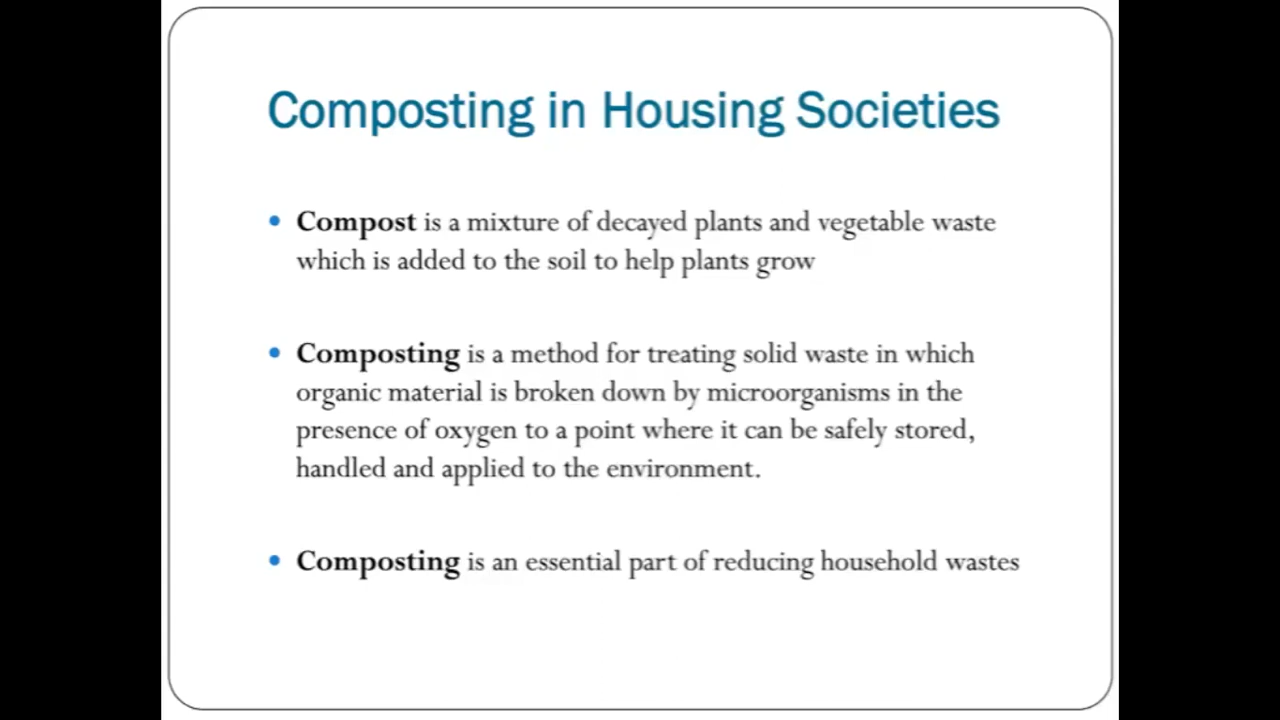 Composting in Housing Societies
• Compost is a mixture of decayed plants and vegetable waste
which is added to the soil to help plants grow
• Composting is a method for treating solid waste in which
organic material is broken down by microorganisms in the
presence of oxygen to a point where it can be safely stored,
handled and applied to the environment.
• Composting is an essential part of reducing household wastes